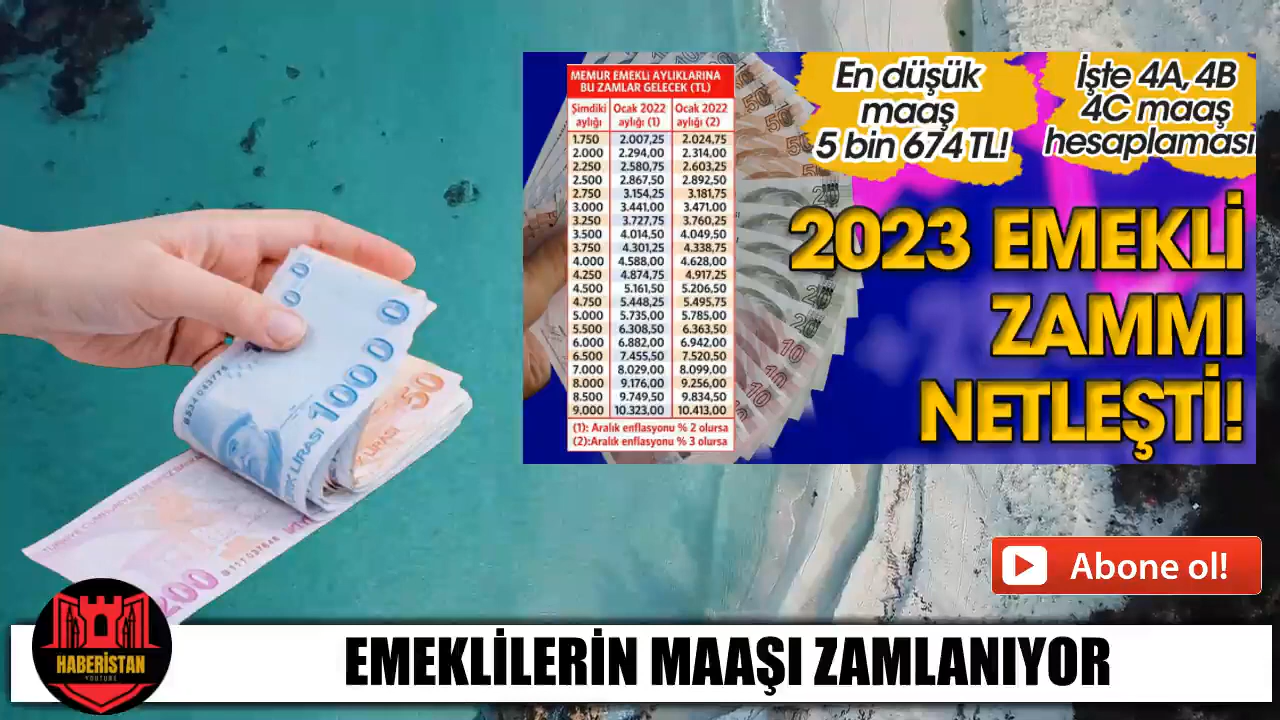 MEMUR EMEKLİ AYLIKLARINA
BU ZAMLAR GELECEK (TL)
Şimdiki aylığı Ocak 2022 aylığı (1) Ocak 2022 aylığı (2)
1.750 2.007,25 2.024,75
2.000 2.294,00 2.314,00
2.250 2.580,75 2.603,25
2.500 2.867,50 2.892,50
2.750 3.154,25 3.181,75
3.000 3.441,00 3.471,00
3.250 3.727,75 3.760,25
3.500 4.014,50 4.049,50
3.750 4.301,25 4.338,75
4.000 4.588,00 4.628,00
4.250 4.874,75 4.917,25
4.500 5.161,50 5.206,50
4.750 5.448,25 5.495,75
5.000 5.735,00 5.785,00
5.500 6.308,50 6.363,50
6.000 6.882,00 6.942,00
6.500 7.455,50 7.520,50
7.000 8.029,00 8.099,00
8.000 9.176,00 9.256,00
8.500 9.749,50 9.834,50
9.000 10.323,00 10.413,00
(1): Aralık enflasyonu % 2 olursa
(2):Aralık enflasyonu % 3 olursa
En düşük
maaş
5 bin 674 TL!
İşte 4A, 4B
4C maaş
hesaplaması
2023 EMEKLİ
ZAMMI
NETLEŞTİ!
100
50
200
Abone ol!
HABERİSTAN
YOUTUBE
EMEKLİLERİN MAAŞI ZAMLANIYOR